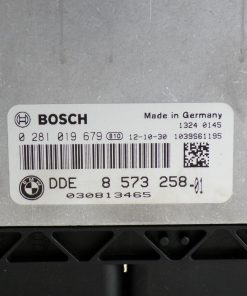 BOSCH
Made in Germany
1324 0145
0 281 019 679 B10 12-10-30 1039S61195
DDE 8 573 258-01
030813465